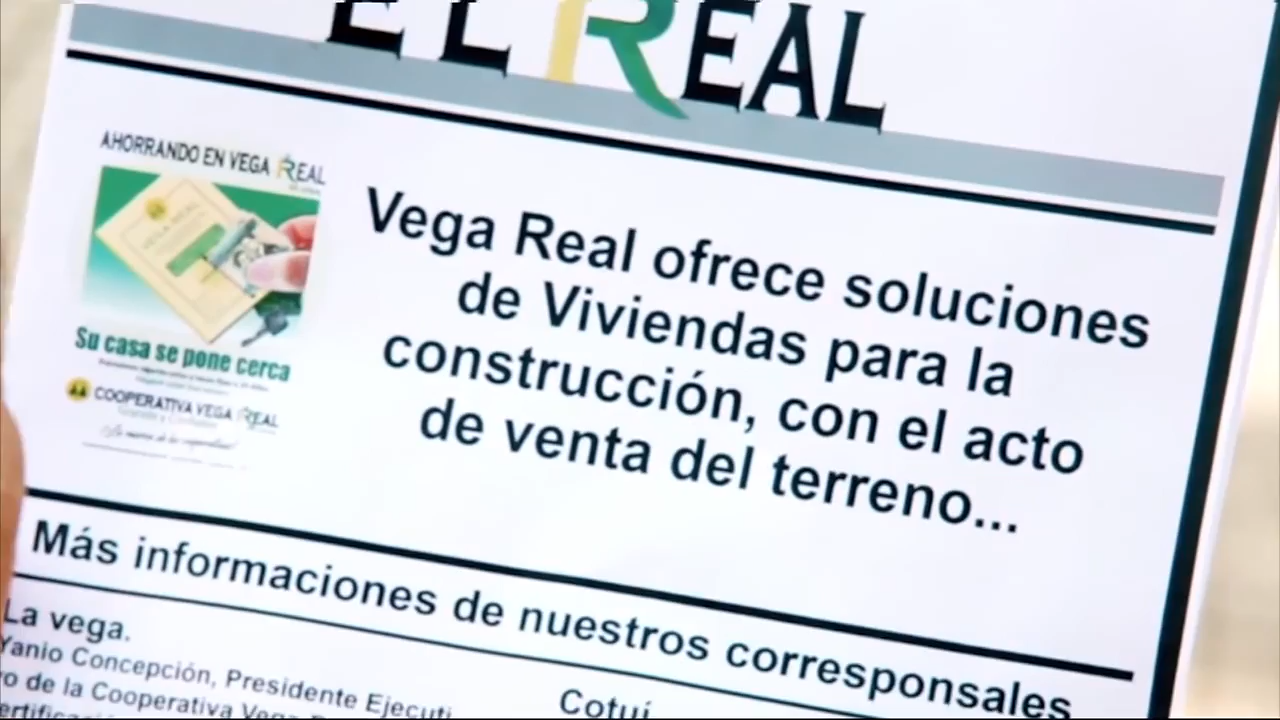 EL REAL
AHORRANDO EN VEGA REAL
Su casa se pone cerca
COOPERATIVA VEGA REAL
Vega Real ofrece soluciones
de Viviendas para la
construcción, con el acto
de venta del terreno...
Más informaciones de nuestros corresponsales
La vega.
Yanio Concepción, Presidente Ejecuti
vo de la Cooperativa Vega
Cotuí